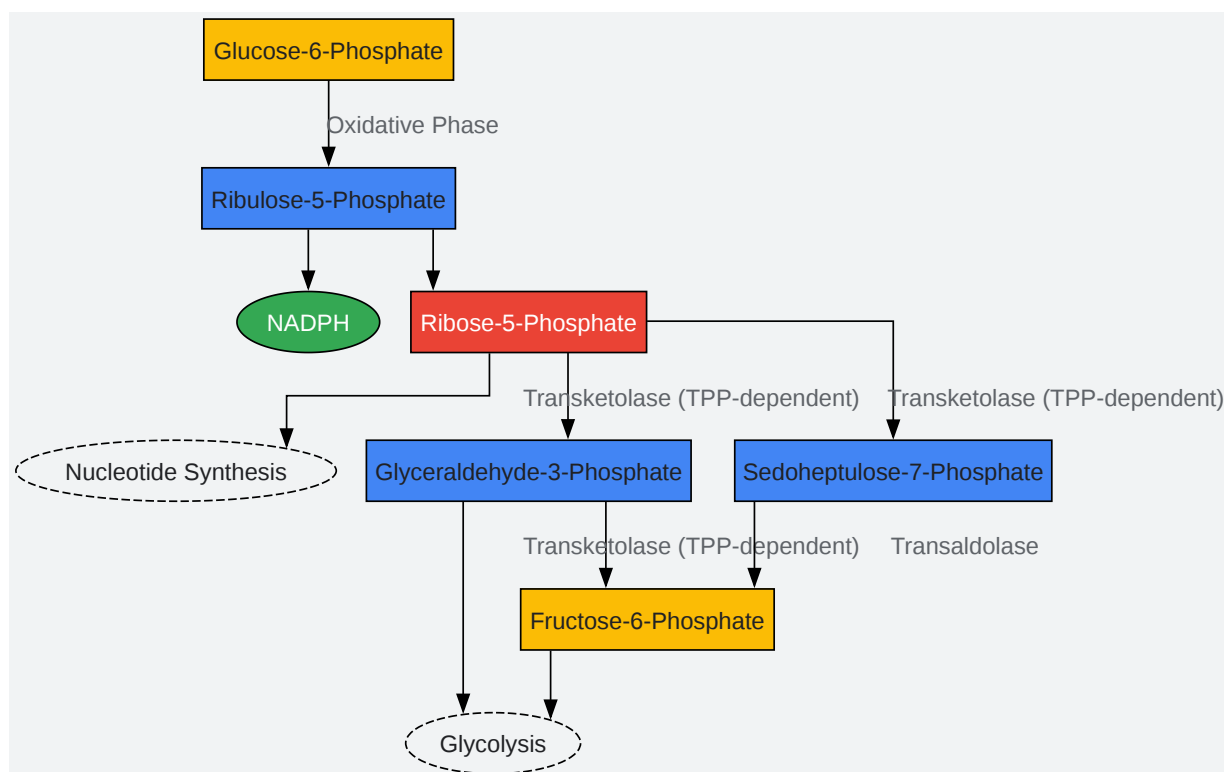 Glucose-6-Phosphate
Oxidative Phase
Ribulose-5-Phosphate
NADPH
Ribose-5-Phosphate
Transketolase (TPP-dependent)
Transketolase (TPP-dependent)
Nucleotide Synthesis
Glyceraldehyde-3-Phosphate
Sedoheptulose-7-Phosphate
Transketolase (TPP-dependent)
Transaldolase
Fructose-6-Phosphate
Glycolysis